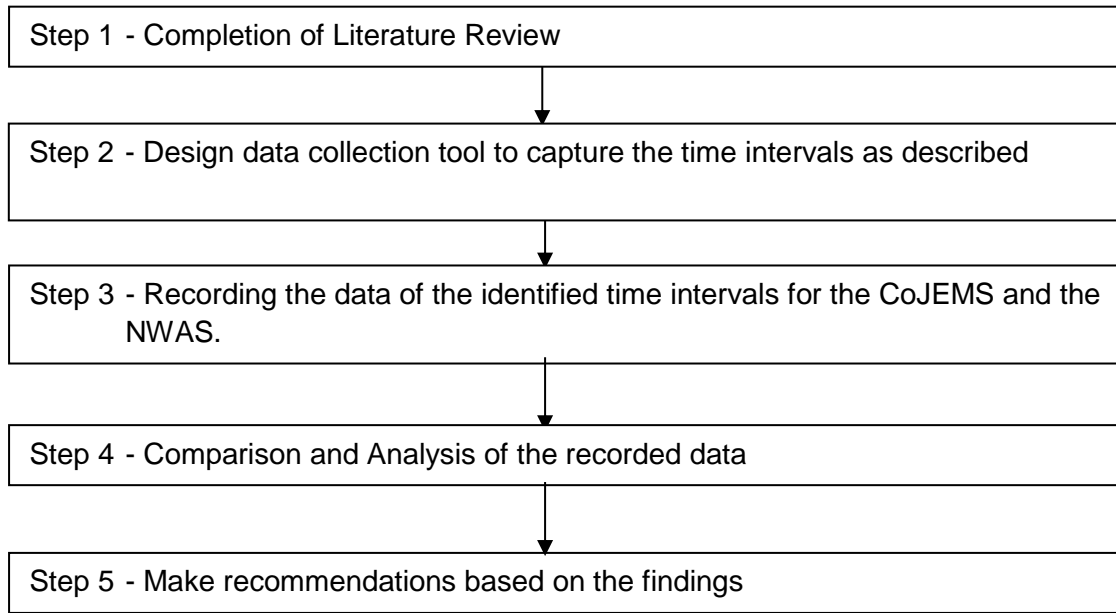 Step 1 - Completion of Literature Review
Step 2 - Design data collection tool to capture the time intervals as described
Step 3 - Recording the data of the identified time intervals for the CoJEMS and the
NWAS.
Step 4 - Comparison and Analysis of the recorded data
Step 5 - Make recommendations based on the findings